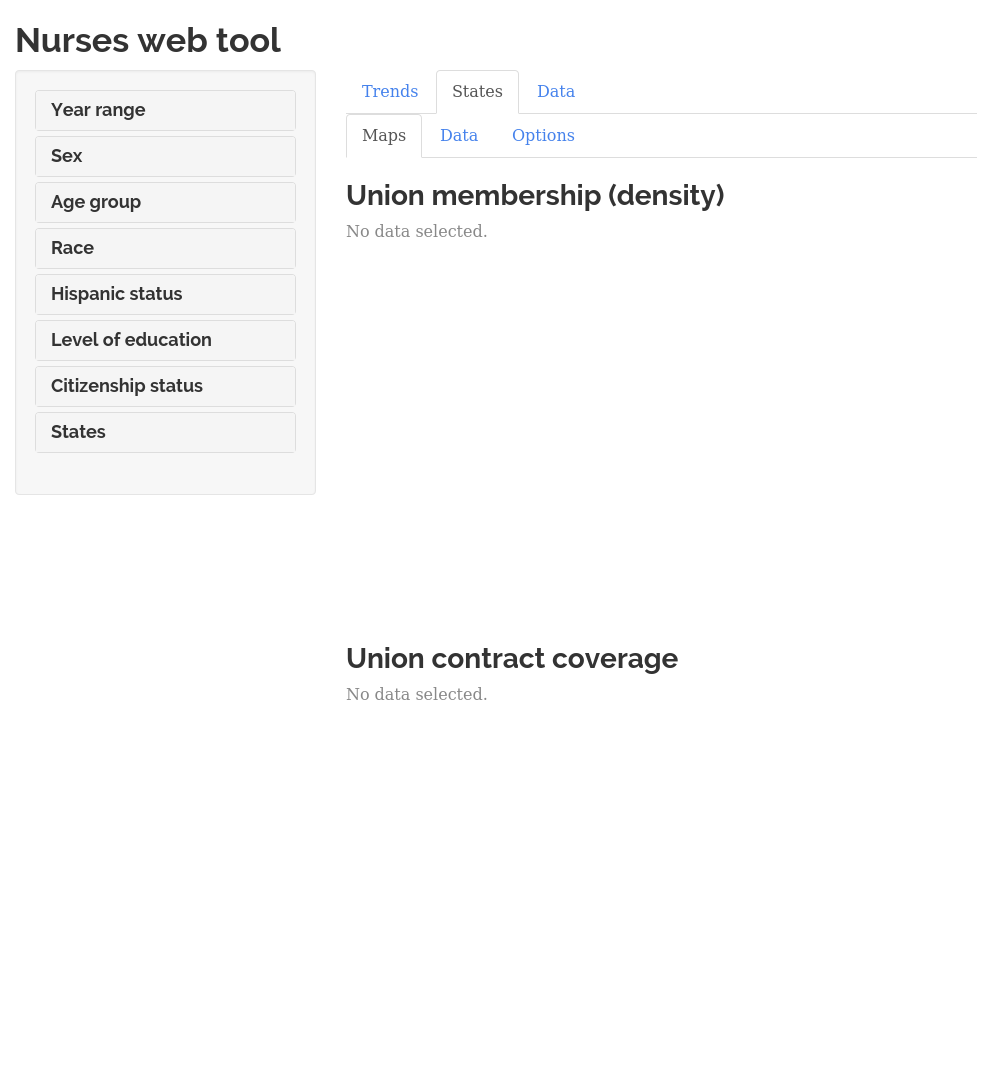 Nurses web tool
Year range
Sex
Age group
Race
Hispanic status
Level of education
Citizenship status
States
Trends States Data
Maps Data Options
Union membership (density)
No data selected.
Union contract coverage
No data selected.